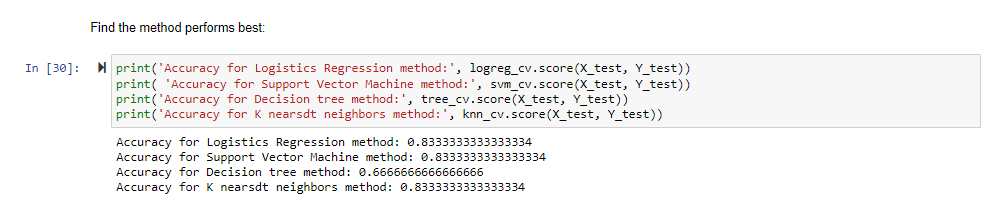 Find the method performs best:
In [30]: print('Accuracy for Logistics Regression method:', logreg_cv.score(X_test, Y_test))
print( 'Accuracy for Support Vector Machine method:', svm_cv.score(X_test, Y_test))
print('Accuracy for Decision tree method:', tree_cv.score(X_test, Y_test))
print('Accuracy for K nearsdt neighbors method:', knn_cv.score(X_test, Y_test))
Accuracy for Logistics Regression method: 0.8333333333333334
Accuracy for Support Vector Machine method: 0.8333333333333334
Accuracy for Decision tree method: 0.6666666666666666
Accuracy for K nearsdt neighbors method: 0.8333333333333334